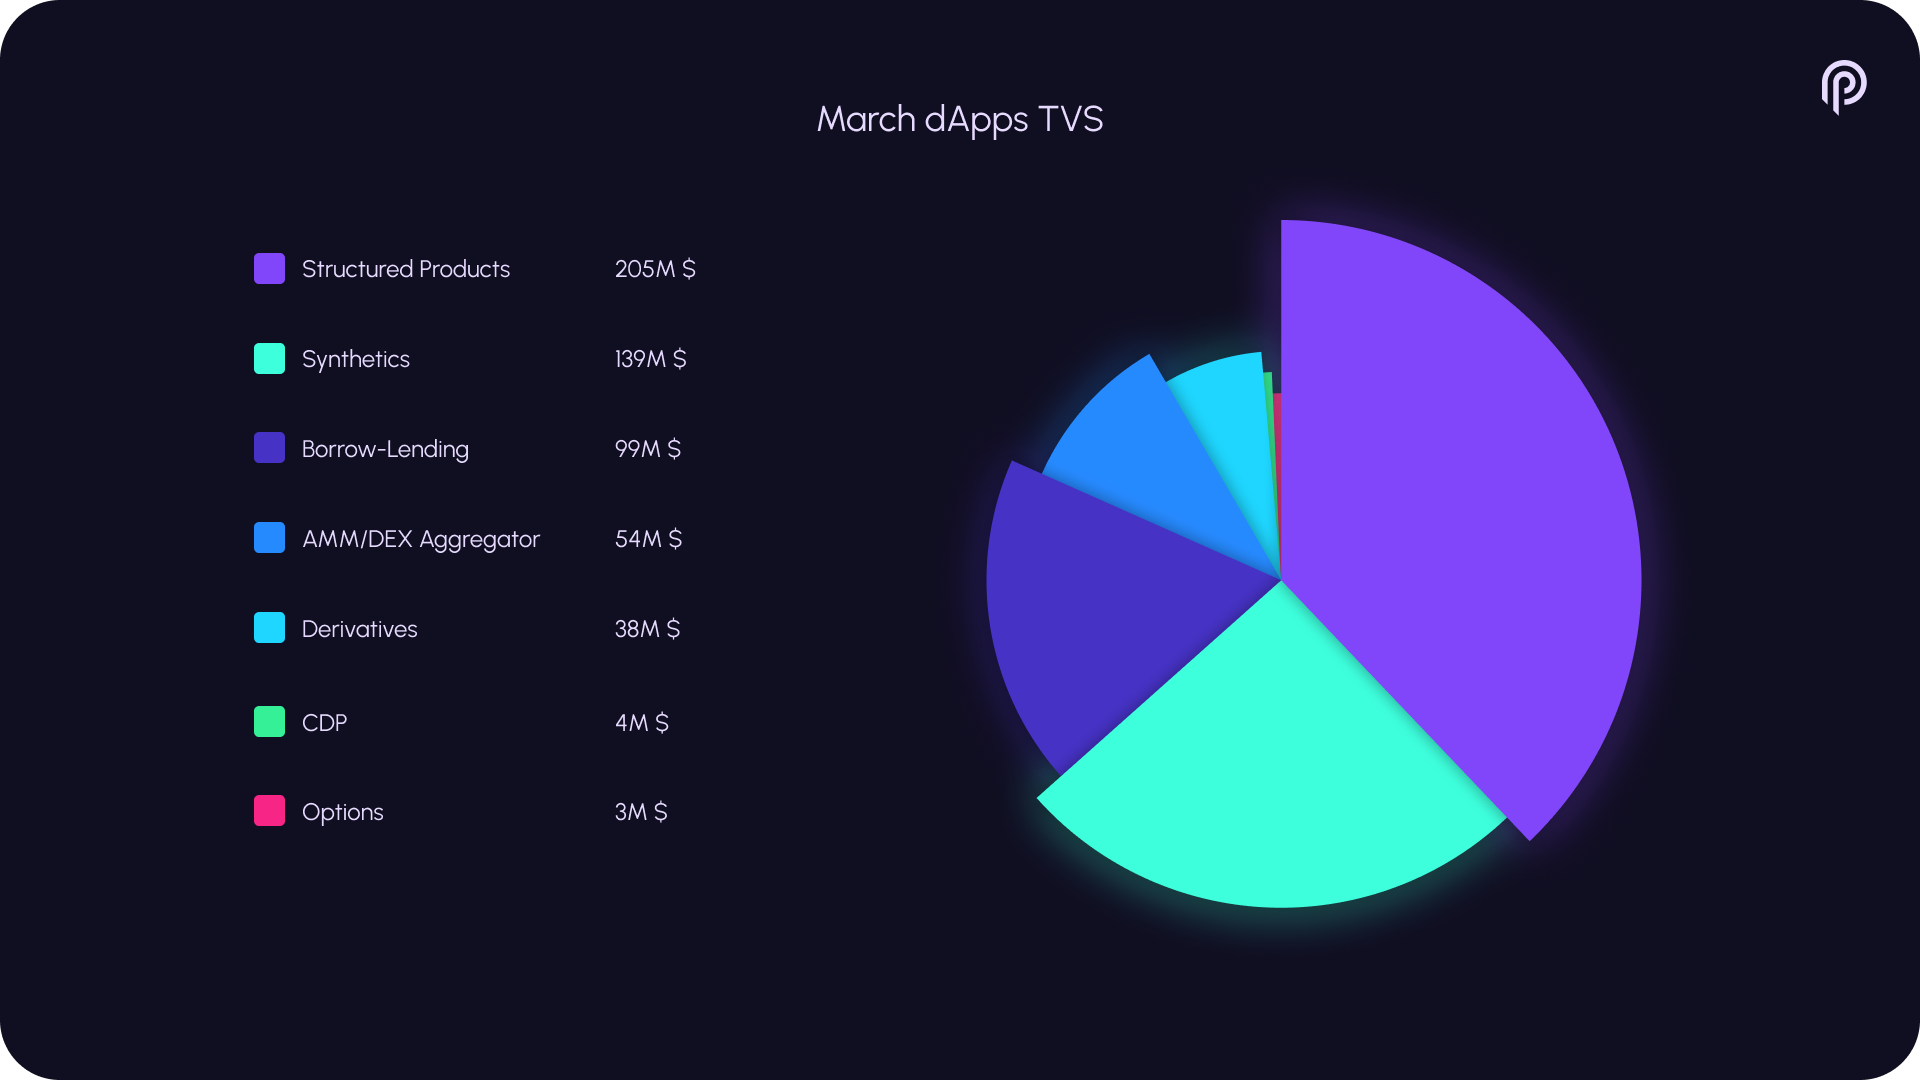 March dApps TVS
Structured Products 205M $
Synthetics 139M $
Borrow-Lending 99M $
AMM/DEX Aggregator 54M $
Derivatives 38M $
CDP 4M $
Options 3M $